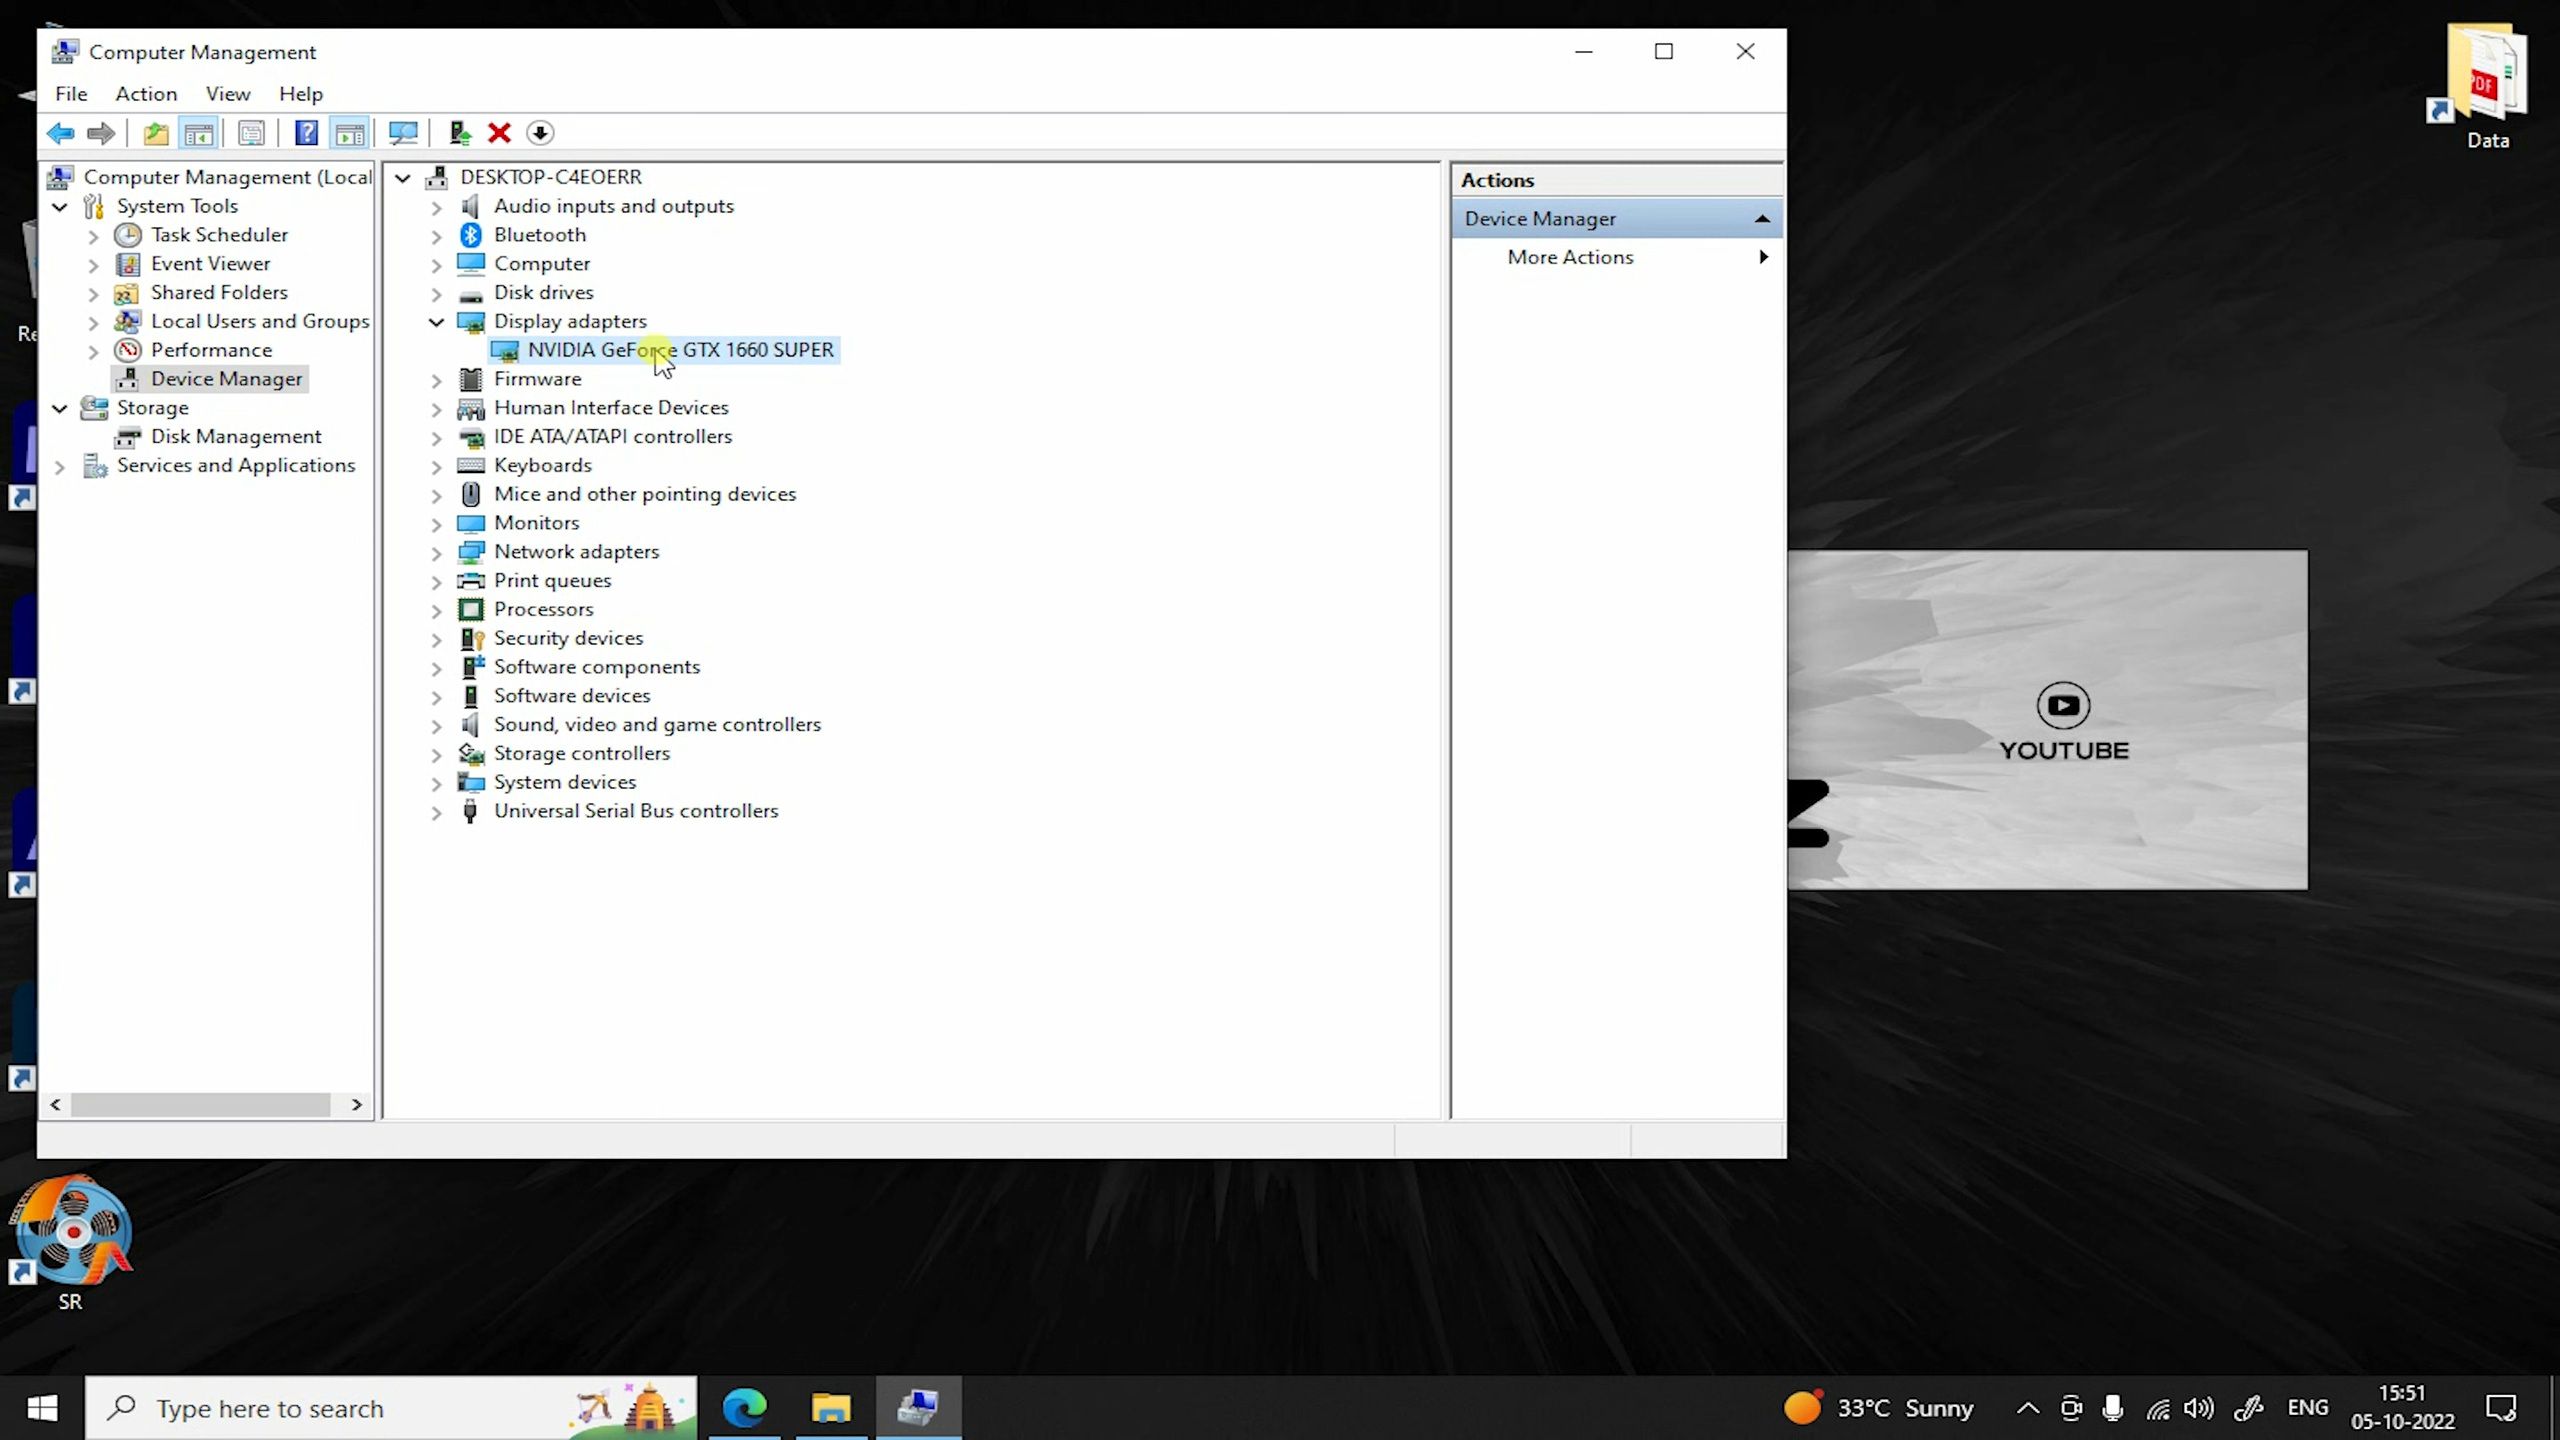 Computer Management
File Action View Help
Computer Management (Local
System Tools
Task Scheduler
Event Viewer
Shared Folders
Local Users and Groups
Performance
Device Manager
Storage
Disk Management
Services and Applications
DESKTOP-C4EOERR
Audio inputs and outputs
Bluetooth
Computer
Disk drives
Display adapters
NVIDIA GeForce GTX 1660 SUPER
Firmware
Human Interface Devices
IDE ATA/ATAPI controllers
Keyboards
Mice and other pointing devices
Monitors
Network adapters
Print queues
Processors
Security devices
Software components
Software devices
Sound, video and game controllers
Storage controllers
System devices
Universal Serial Bus controllers
Actions
Device Manager
More Actions
PDF
Data
Re
YOUTUBE
SR
Type here to search
33°C Sunny
ENG
15:51
05-10-2022